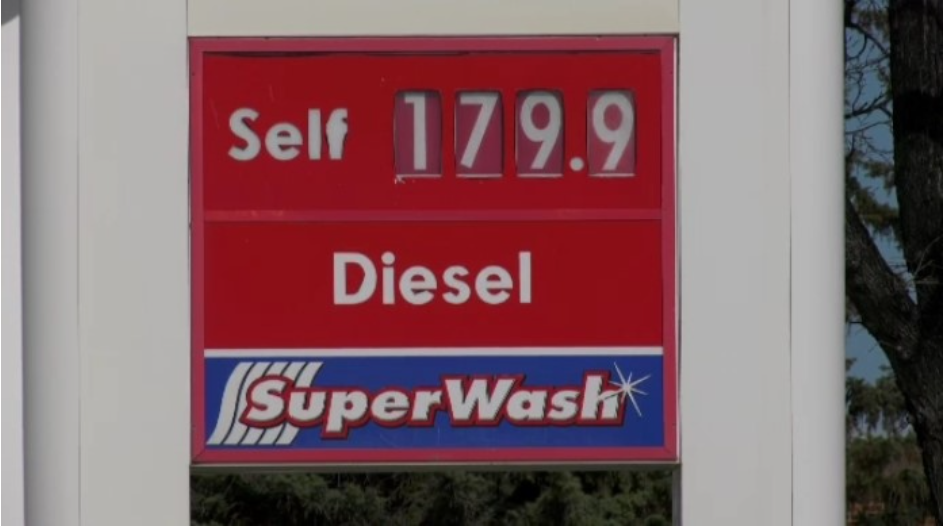 Self 179.9
Diesel
SuperWash